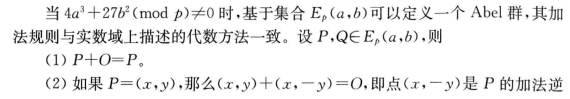 当 4a³+27b²(mod p)≠0 时,基于集合 Eₚ(a,b)可以定义一个 Abel 群,其加
法规则与实数域上描述的代数方法一致。设 P,Q∈Eₚ(a,b),则
(1) P+O=P。
(2) 如果 P=(x,y),那么(x,y)+(x,-y)=O,即点(x,-y)是 P 的加法逆